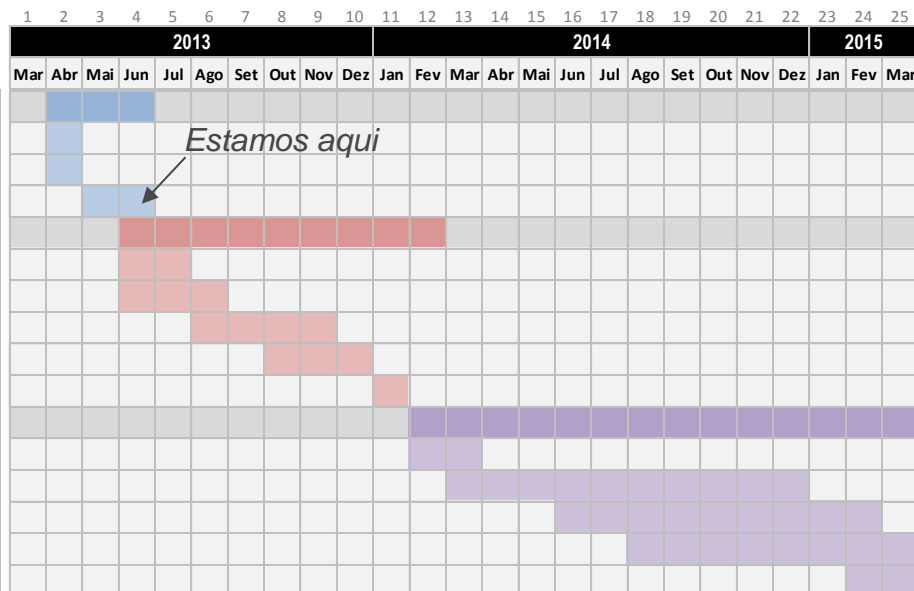 1 2 3 4 5 6 7 8 9 10 11 12 13 14 15 16 17 18 19 20 21 22 23 24 25
2013 2014 2015
Mar Abr Mai Jun Jul Ago Set Out Nov Dez Jan Fev Mar Abr Mai Jun Jul Ago Set Out Nov Dez Jan Fev Mar
Estamos aqui